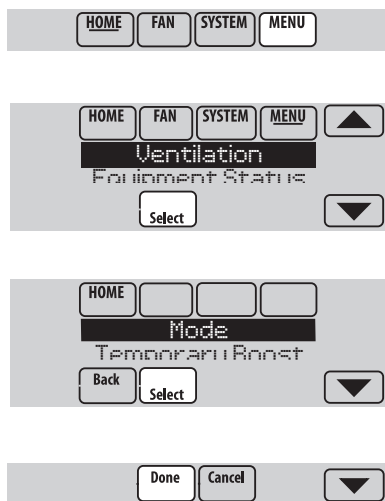 HOME FAN SYSTEM MENU
HOME FAN SYSTEM MENU
Ventilation
Equipment Status
Select
HOME
Mode
Temporary Boost
Back Select
Done Cancel